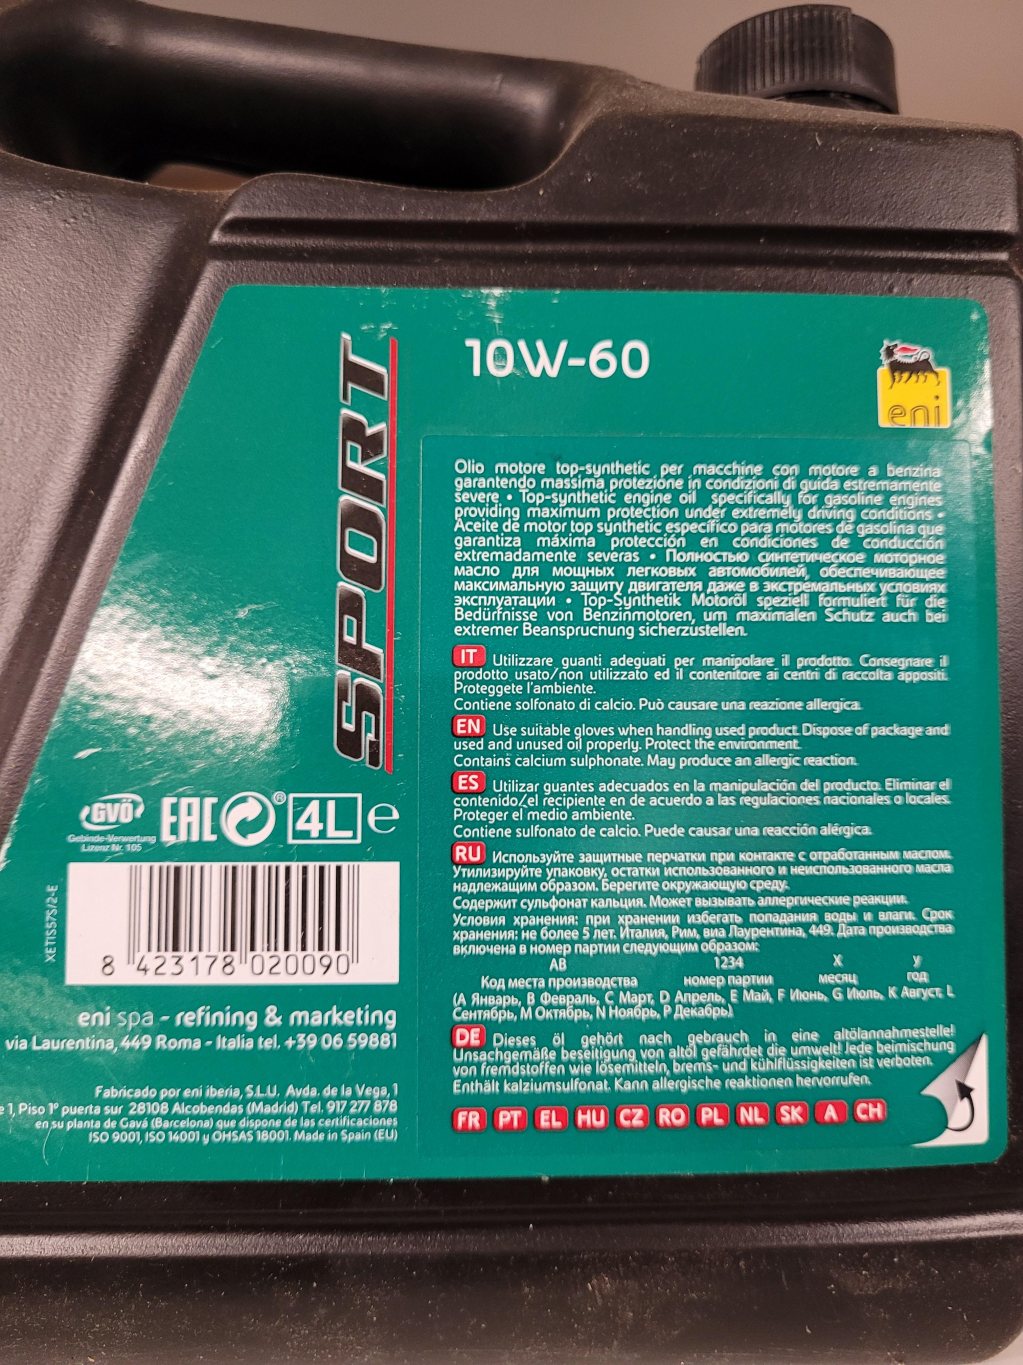 10W-60
eni
SPORT
Olio motore top-synthetic per macchine con motore a benzina
garantendo massima protezione in condizioni di guida estremamente
severe • Top-synthetic engine oil specifically for gasoline engines
providing maximum protection under extremely driving conditions •
Aceite de motor top synthetic específico para motores de gasolina que
garantiza máxima protección en condiciones de conducción
extremadamente severas • Полностью синтетическое моторное
масло для мощных легковых автомобилей, обеспечивающее
максимальную защиту двигателя даже в экстремальных условиях
эксплуатации • Top-Synthetik Motoröl speziell formuliert für die
Bedürfnisse von Benzinmotoren, um maximalen Schutz auch bei
extremer Beanspruchung sicherzustellen.
IT Utilizzare guanti adeguati per manipolare il prodotto. Consegnare il
prodotto usato/non utilizzato ed il contenitore ai centri di raccolta appositi.
Proteggete l'ambiente.
Contiene solfonato di calcio. Può causare una reazione allergica.
EN Use suitable gloves when handling used product. Dispose of package and
used and unused oil properly. Protect the environment.
Contains calcium sulphonate. May produce an allergic reaction.
ES Utilizar guantes adecuados en la manipulación del producto. Eliminar el
contenido/el recipiente en de acuerdo a las regulaciones nacionales o locales.
Proteger el medio ambiente.
Contiene sulfonato de calcio. Puede causar una reacción alérgica.
RU Используйте защитные перчатки при контакте с отработанным маслом.
Утилизируйте упаковку, остатки использованного и неиспользованного масла
надлежащим образом. Берегите окружающую среду.
Содержит сульфонат кальция. Может вызывать аллергические реакции.
Условия хранения: при хранении избегать попадания воды и влаги. Срок
хранения: не более 5 лет. Италия, Рим, виа Лаурентина, 449. Дата производства
включена в номер партии следующим образом:
AB 1234 X y
Код места производства номер партии месяц год
(A Январь, B Февраль, C Март, D Апрель, E Май, F Июнь, G Июль, K Август, L
Сентябрь, M Октябрь, N Ноябрь, P Декабрь)
DE Dieses öl gehört nach gebrauch in eine altölannahmestelle!
Unsachgemäße beseitigung von altöl gefährdet die umwelt! Jede beimischung
von fremdstoffen wie lösemitteln, brems- und kühlflüssigkeiten ist verboten.
Enthält kalziumsulfonat. Kann allergische reaktionen hervorrufen.
FR PT EL HU CZ RO PL NL SK A CH
GVÖ EAC ® 4L e
Gebinde-Verwertung
Lizenz Nr. 105
XETIS57S/2-E
8 423178 020090
eni spa - refining & marketing
via Laurentina, 449 Roma - Italia tel. +39 06 59881
Fabricado por eni iberia, S.L.U. Avda. de la Vega, 1
e 1, Piso 1º puerta sur 28108 Alcobendas (Madrid) Tel. 917 277 878
en su planta de Gavá (Barcelona) que dispone de las certificaciones
ISO 9001, ISO 14001 y OHSAS 18001. Made in Spain (EU)